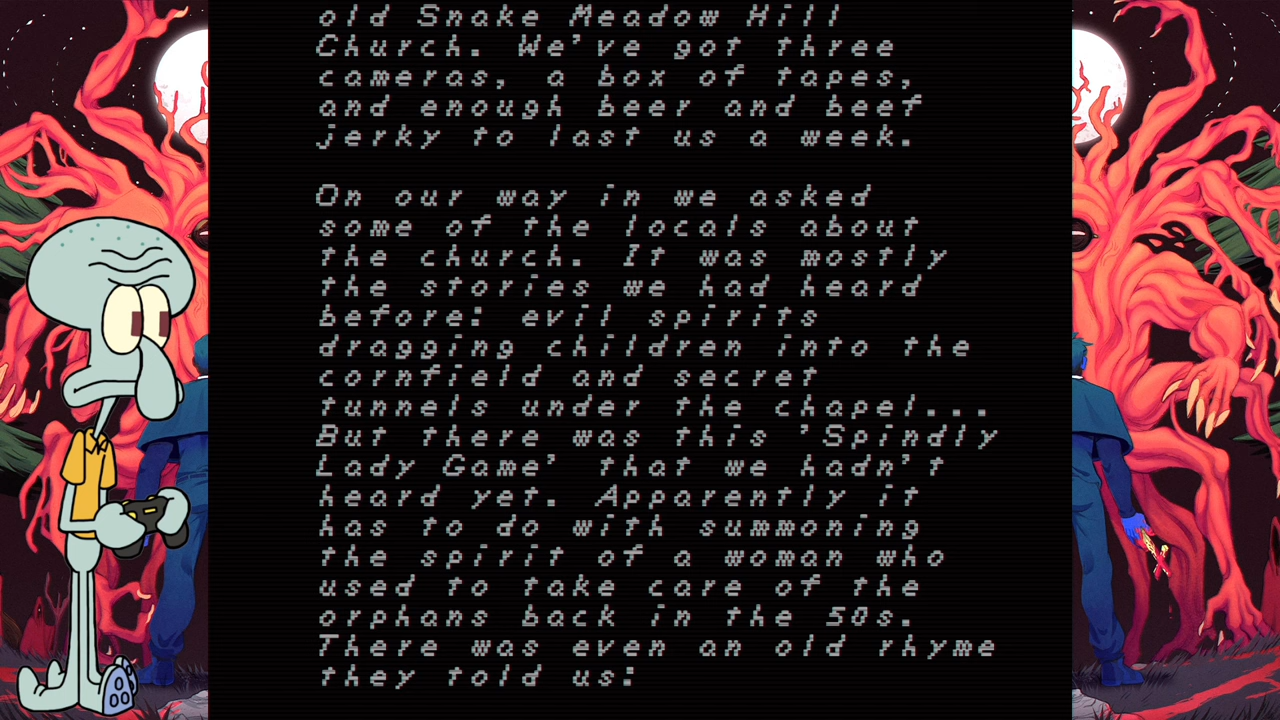 old Snake Meadow Hill
Church. We've got three
cameras, a box of tapes,
and enough beer and beef
jerky to last us a week.
On our way in we asked
some of the locals about
the church. It was mostly
the stories we had heard
before: evil spirits
dragging children into the
cornfield and secret
tunnels under the chapel...
But there was this 'Spindly
Lady Game' that we hadn't
heard yet. Apparently it
has to do with summoning
the spirit of a woman who
used to take care of the
orphans back in the 50s.
There was even an old rhyme
they told us: